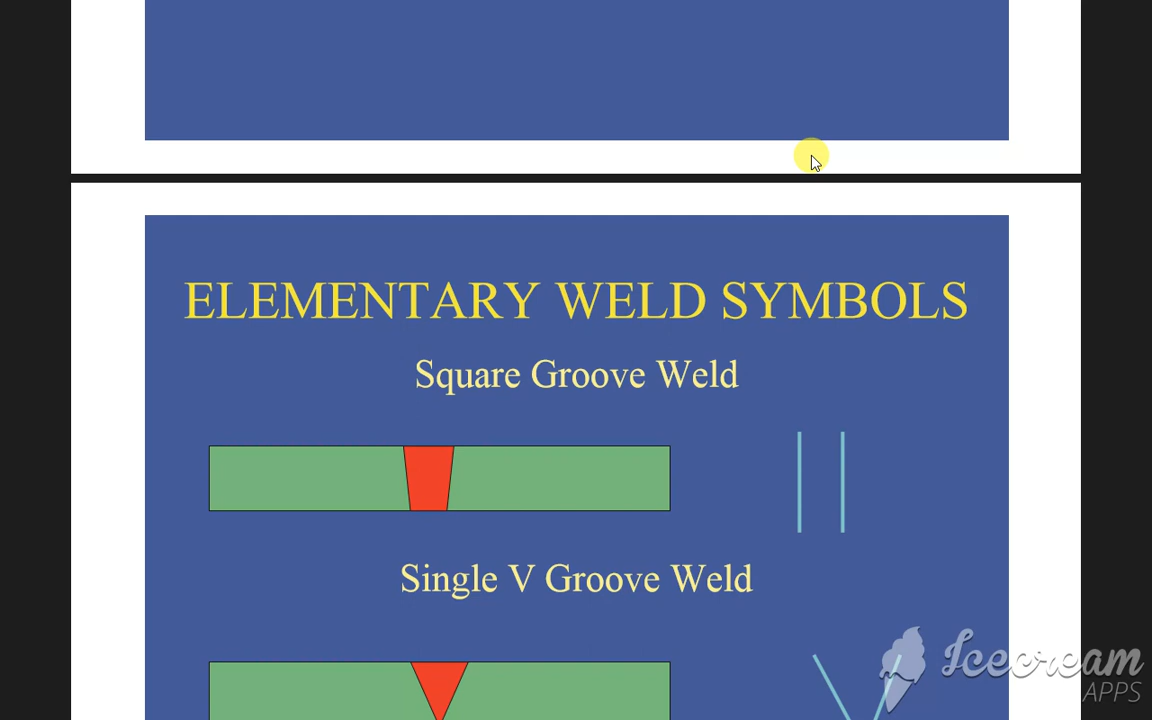 ELEMENTARY WELD SYMBOLS
Square Groove Weld
Single V Groove Weld
Icecream
APPS